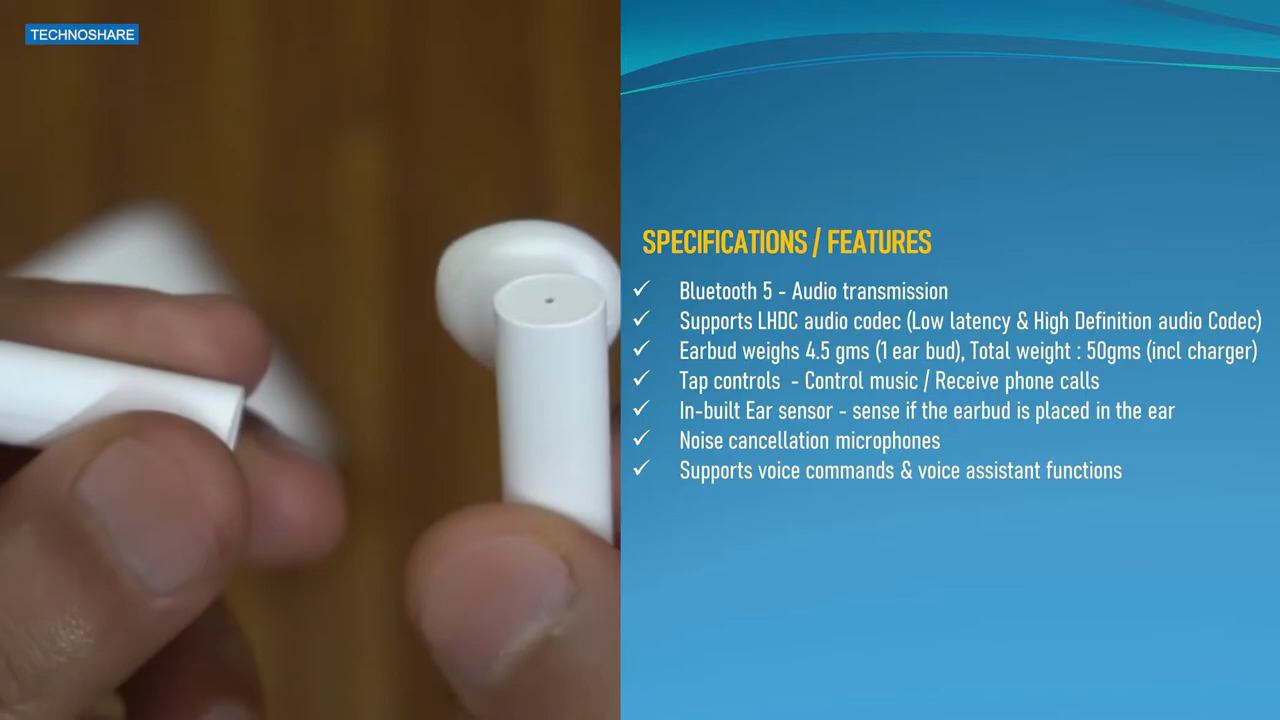 TECHNOSHARE
SPECIFICATIONS / FEATURES
✓ Bluetooth 5 - Audio transmission
✓ Supports LHDC audio codec (Low latency & High Definition audio Codec)
✓ Earbud weighs 4.5 gms (1 ear bud), Total weight : 50gms (incl charger)
✓ Tap controls - Control music / Receive phone calls
✓ In-built Ear sensor - sense if the earbud is placed in the ear
✓ Noise cancellation microphones
✓ Supports voice commands & voice assistant functions